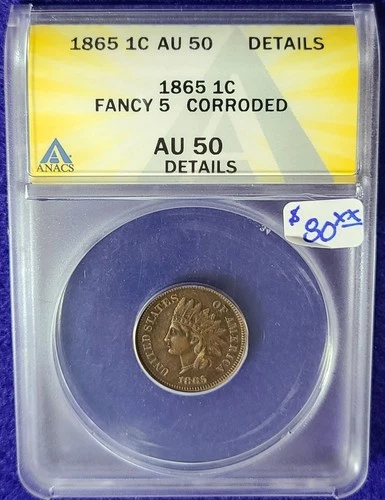 1865 1C AU 50 DETAILS
1865 1C
FANCY 5 CORRODED
AU 50
DETAILS
ANACS
$80xx
UNITED STATES OF AMERICA
1865